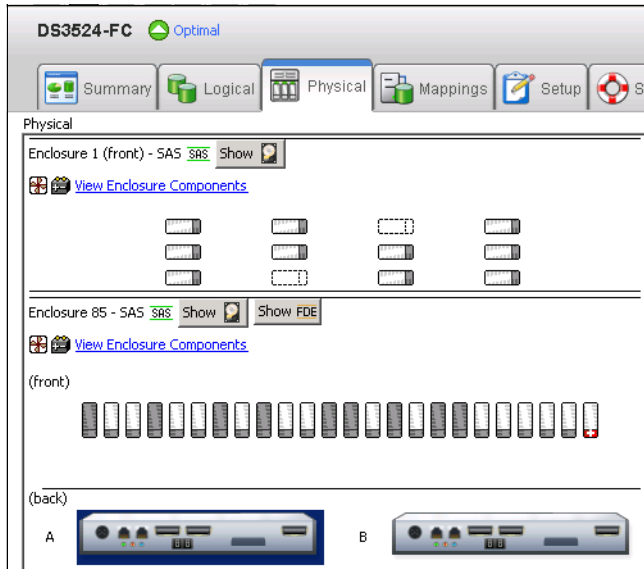 DS3524-FC Optimal
Summary Logical Physical Mappings Setup S
Physical
Enclosure 1 (front) - SAS SAS Show
View Enclosure Components
Enclosure 85 - SAS SAS Show Show FDE
View Enclosure Components
(front)
(back)
A B